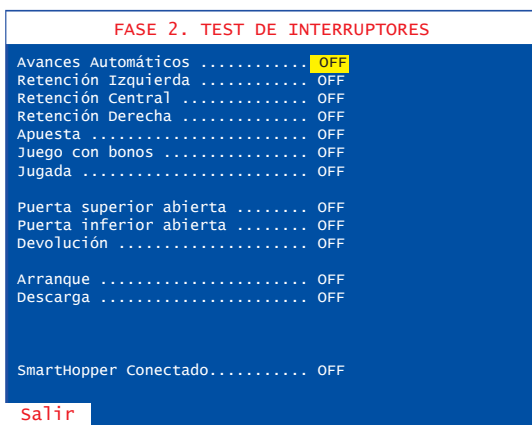 FASE 2. TEST DE INTERRUPTORES
Avances Automáticos ............ OFF
Retención Izquierda ............ OFF
Retención Central .............. OFF
Retención Derecha .............. OFF
Apuesta ........................ OFF
Juego con bonos ................ OFF
Jugada ......................... OFF
Puerta superior abierta ........ OFF
Puerta inferior abierta ........ OFF
Devolución ..................... OFF
Arranque ....................... OFF
Descarga ....................... OFF
SmartHopper Conectado........... OFF
Salir